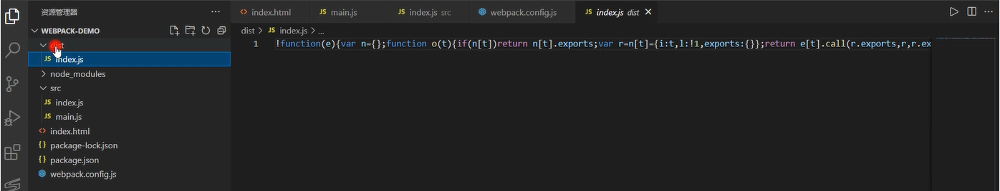 资源管理器
index.html
main.js
index.js src
webpack.config.js
index.js dist
WEBPACK-DEMO
dist > index.js > ...
dist
1 !function(e){var n={};function o(t){if(n[t])return n[t].exports;var r=n[t]={i:t,l:!1,exports:{}};return e[t].call(r.exports,r,r.ex
index.js
node_modules
src
index.js
main.js
index.html
package-lock.json
package.json
webpack.config.js